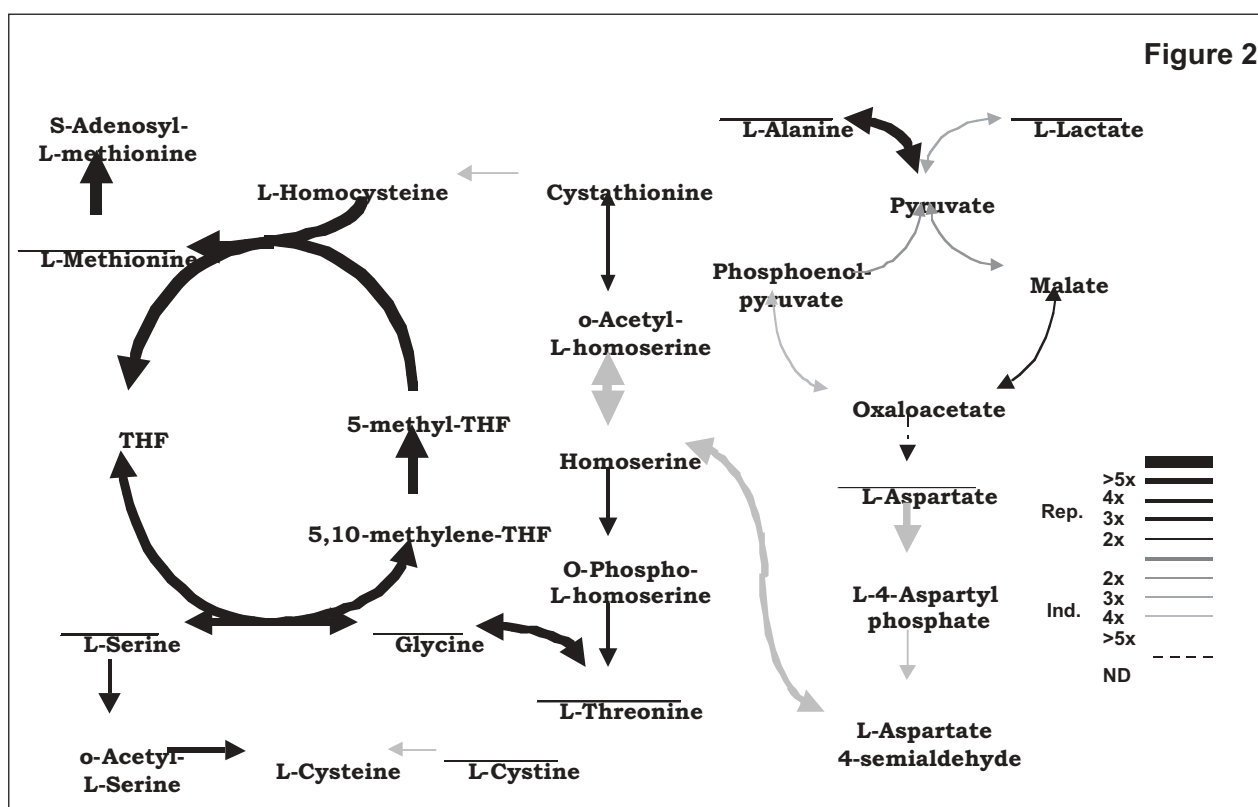 Figure 2
S-Adenosyl-
L-methionine
L-Homocysteine
Cystathionine
L-Alanine
L-Lactate
Pyruvate
L-Methionine
Phosphoenol-
pyruvate
Malate
o-Acetyl-
L-homoserine
Oxaloacetate
THF
5-methyl-THF
Homoserine
L-Aspartate
5,10-methylene-THF
O-Phospho-
L-homoserine
L-4-Aspartyl
phosphate
L-Serine
Glycine
L-Threonine
L-Aspartate
4-semialdehyde
o-Acetyl-
L-Serine
L-Cysteine
L-Cystine
Rep.
>5x
4x
3x
2x
Ind.
2x
3x
4x
>5x
ND